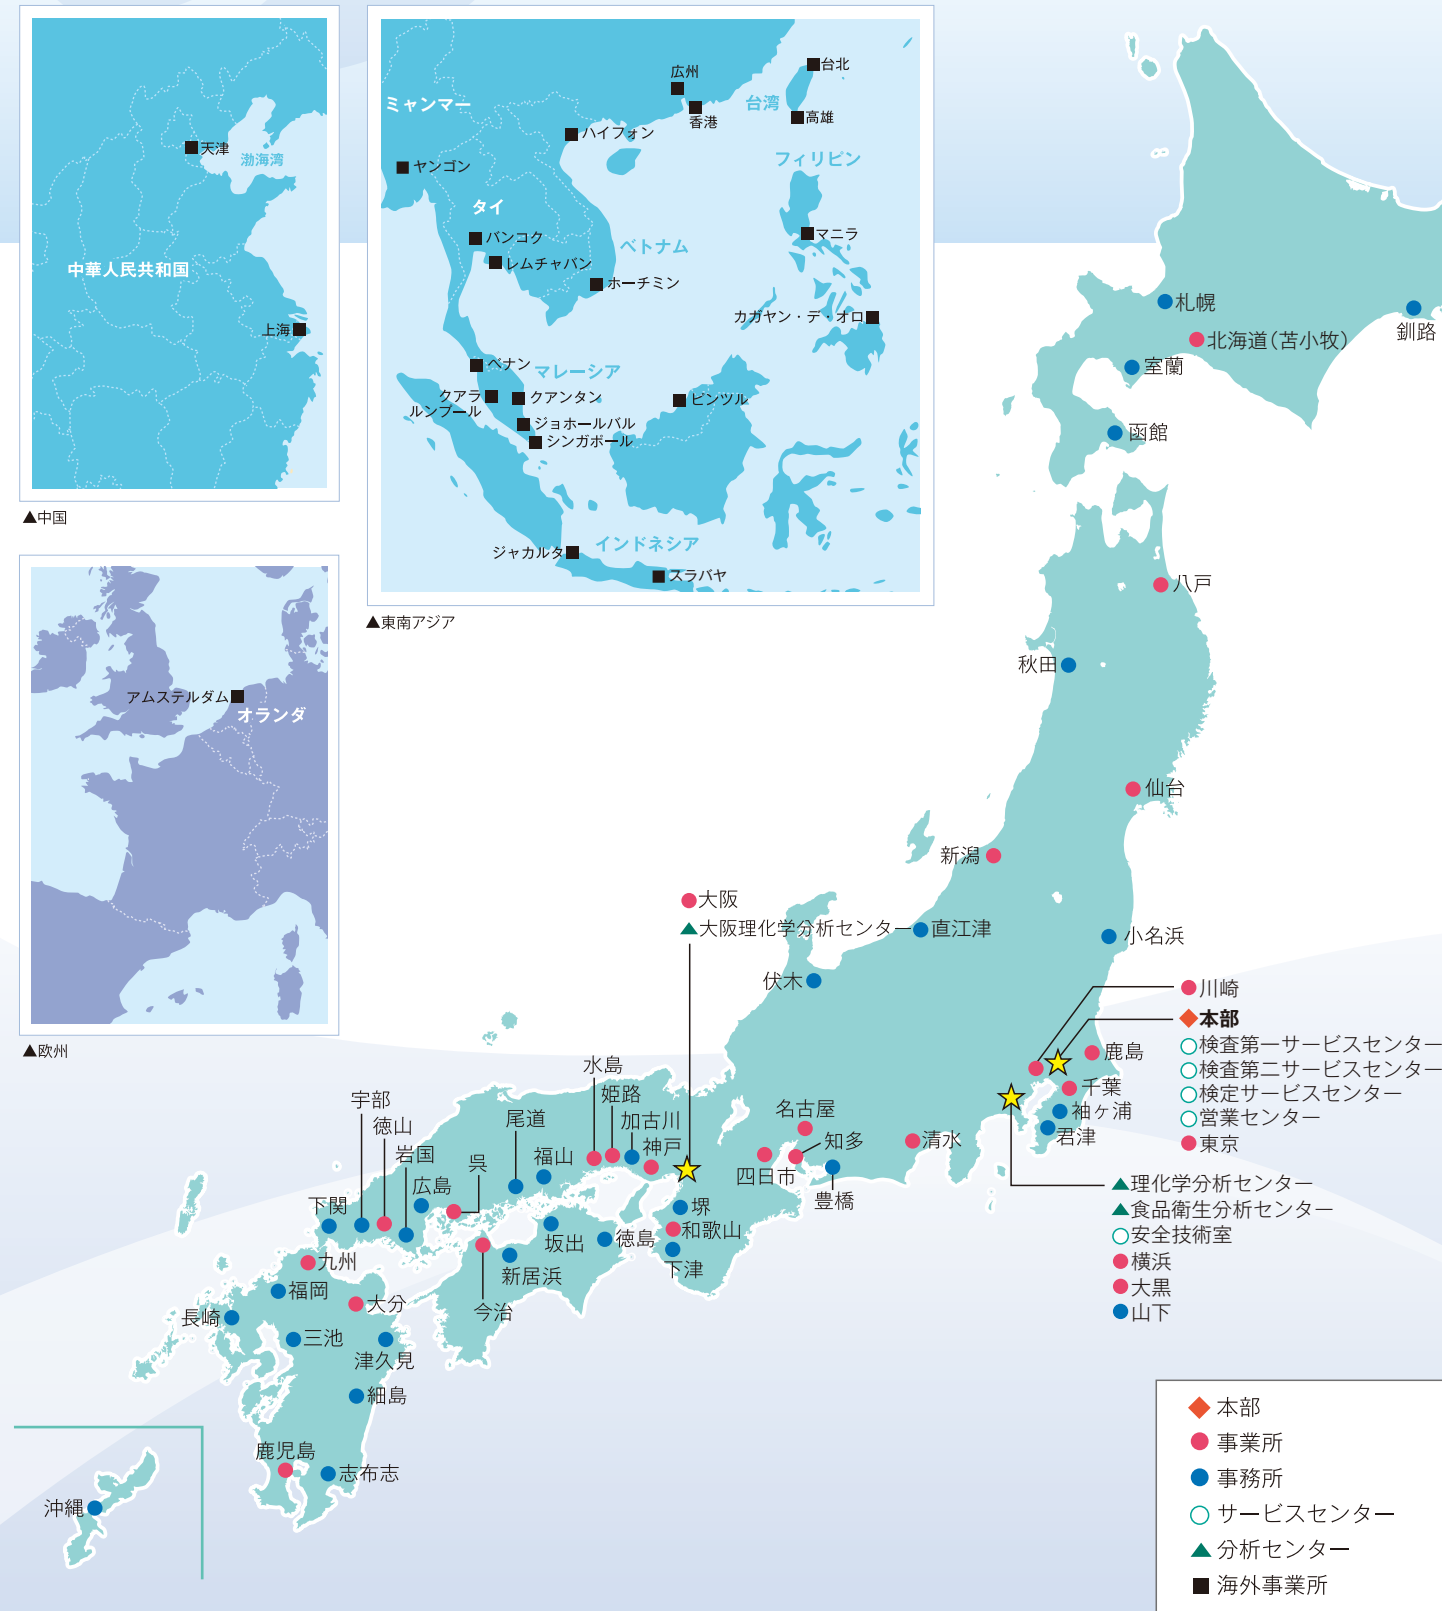 天津
渤海湾
中華人民共和国
上海
▲中国
広州
台北
ミャンマー
香港
台湾
高雄
ハイフォン
フィリピン
ヤンゴン
タイ
バンコク
ベトナム
マニラ
レムチャバン
ホーチミン
カガヤン・デ・オロ
ペナン
マレーシア
クアラ
ルンプール
クアンタン
ビンツル
ジョホールバル
シンガポール
ジャカルタ
インドネシア
スラバヤ
▲東南アジア
アムステルダム
オランダ
▲欧州
札幌
釧路
北海道(苫小牧)
室蘭
函館
八戸
秋田
仙台
新潟
大阪
大阪理化学分析センター
直江津
小名浜
伏木
川崎
本部
検査第一サービスセンター
検査第二サービスセンター
検定サービスセンター
営業センター
東京
鹿島
千葉
袖ヶ浦
君津
水島
姫路
加古川
神戸
宇部
徳山
岩国
広島
呉
尾道
福山
名古屋
知多
四日市
豊橋
清水
下関
堺
和歌山
下津
徳島
坂出
新居浜
今治
九州
福岡
大分
長崎
三池
津久見
細島
鹿児島
志布志
沖縄
理化学分析センター
食品衛生分析センター
安全技術室
横浜
大黒
山下
本部
事業所
事務所
サービスセンター
分析センター
海外事業所